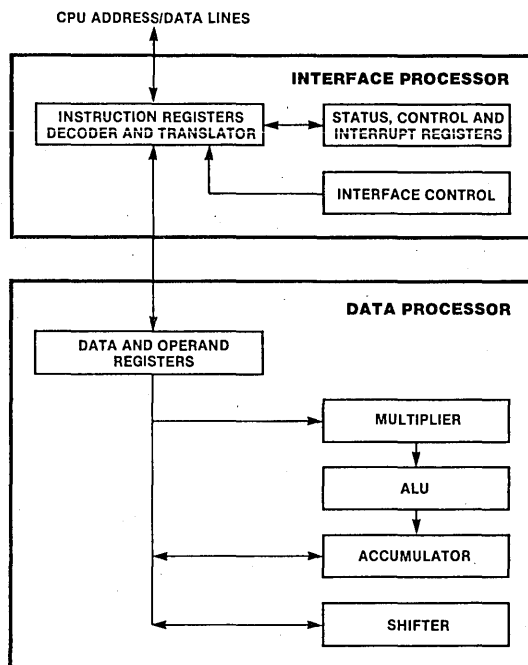 CPU ADDRESS/DATA LINES
INTERFACE PROCESSOR
INSTRUCTION REGISTERS
DECODER AND TRANSLATOR
STATUS, CONTROL AND
INTERRUPT REGISTERS
INTERFACE CONTROL
DATA PROCESSOR
DATA AND OPERAND
REGISTERS
MULTIPLIER
ALU
ACCUMULATOR
SHIFTER